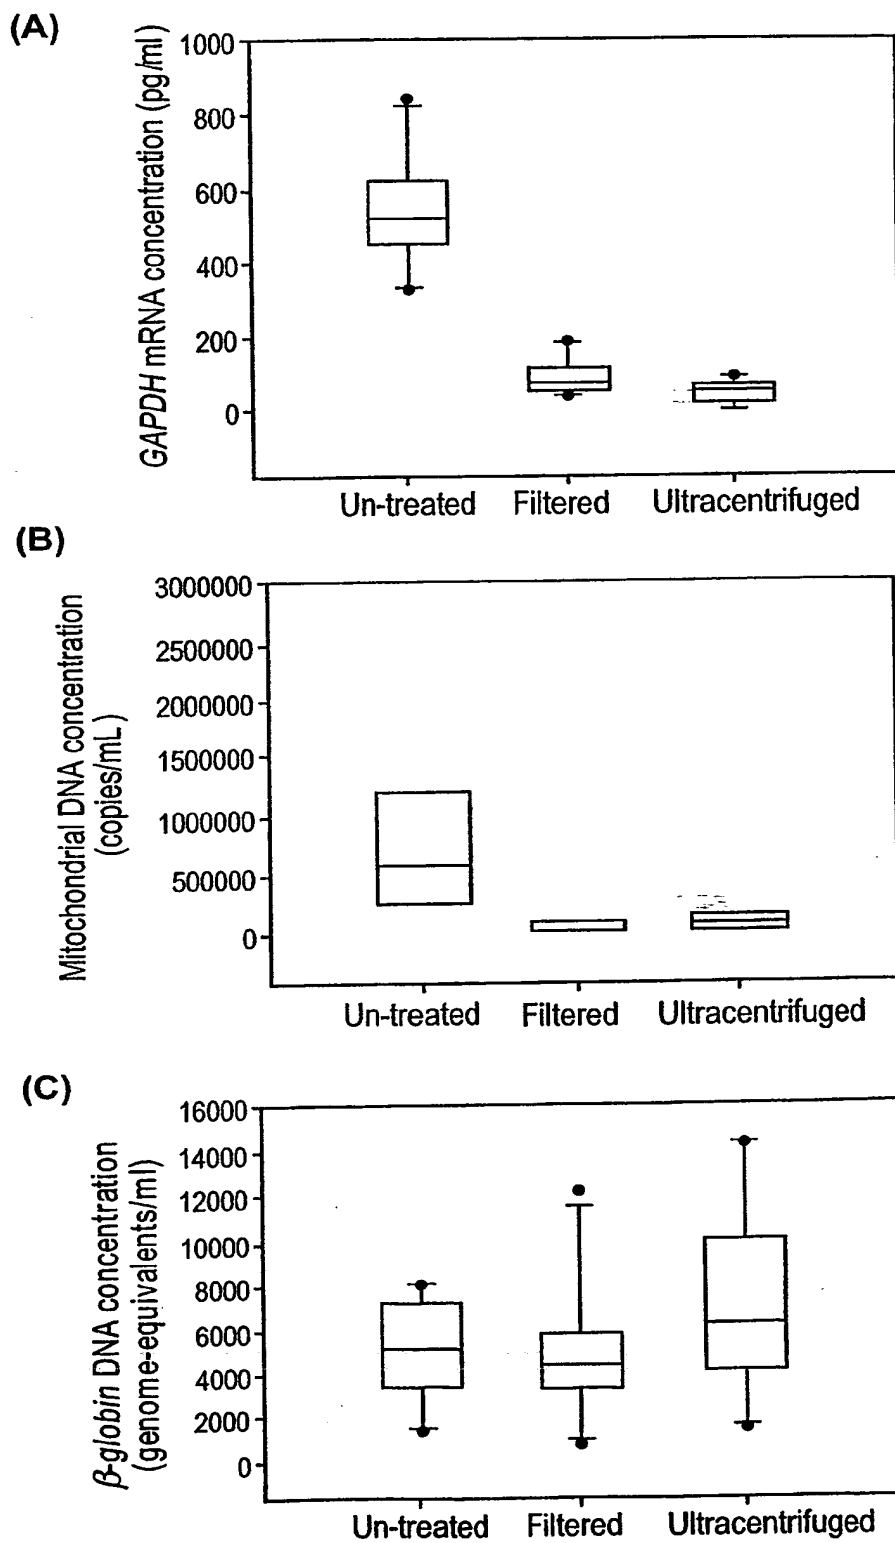 (A)
GAPDH mRNA concentration (pg/ml)
1000
800
600
400
200
0
Un-treated Filtered Ultracentrifuged
(B)
Mitochondrial DNA concentration
(copies/mL)
3000000
2500000
2000000
1500000
1000000
500000
0
Un-treated Filtered Ultracentrifuged
(C)
β-globin DNA concentration
(genome-equivalents/ml)
16000
14000
12000
10000
8000
6000
4000
2000
0
Un-treated Filtered Ultracentrifuged